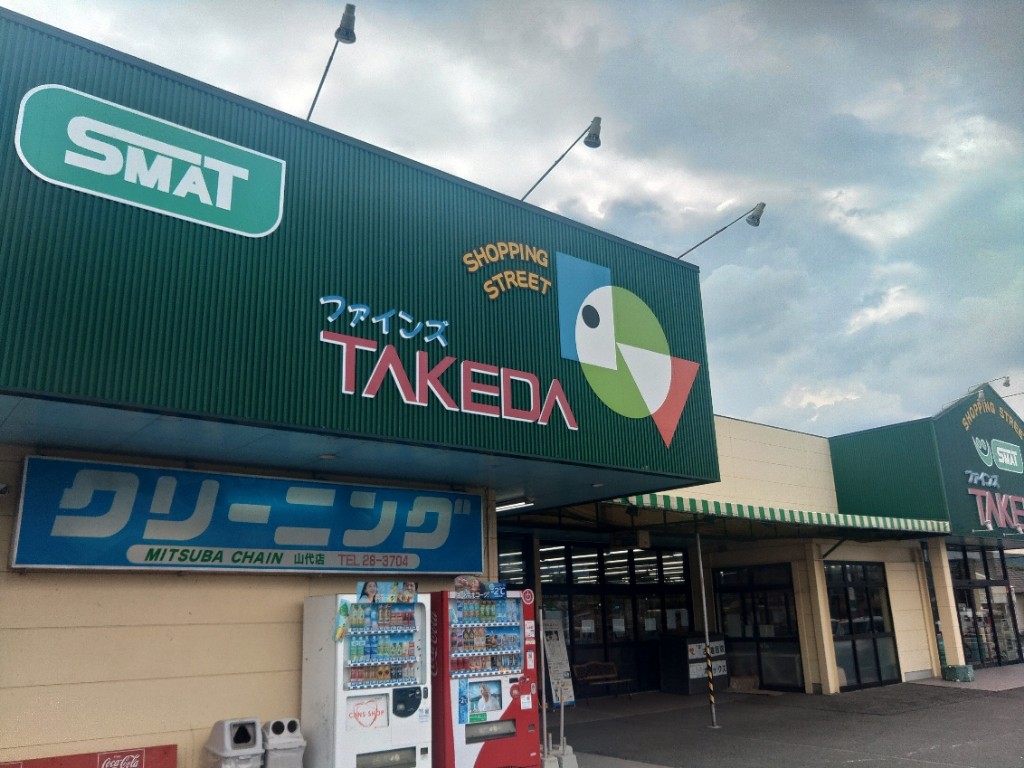 SMAT
SHOPPING
STREET
ファインズ
TAKEDA
クリーニング
MITSUBA CHAIN 山代店 TEL 28-3704
SHOPPING STREET
SMAT
ファインズ
TAKE
Coca-Cola